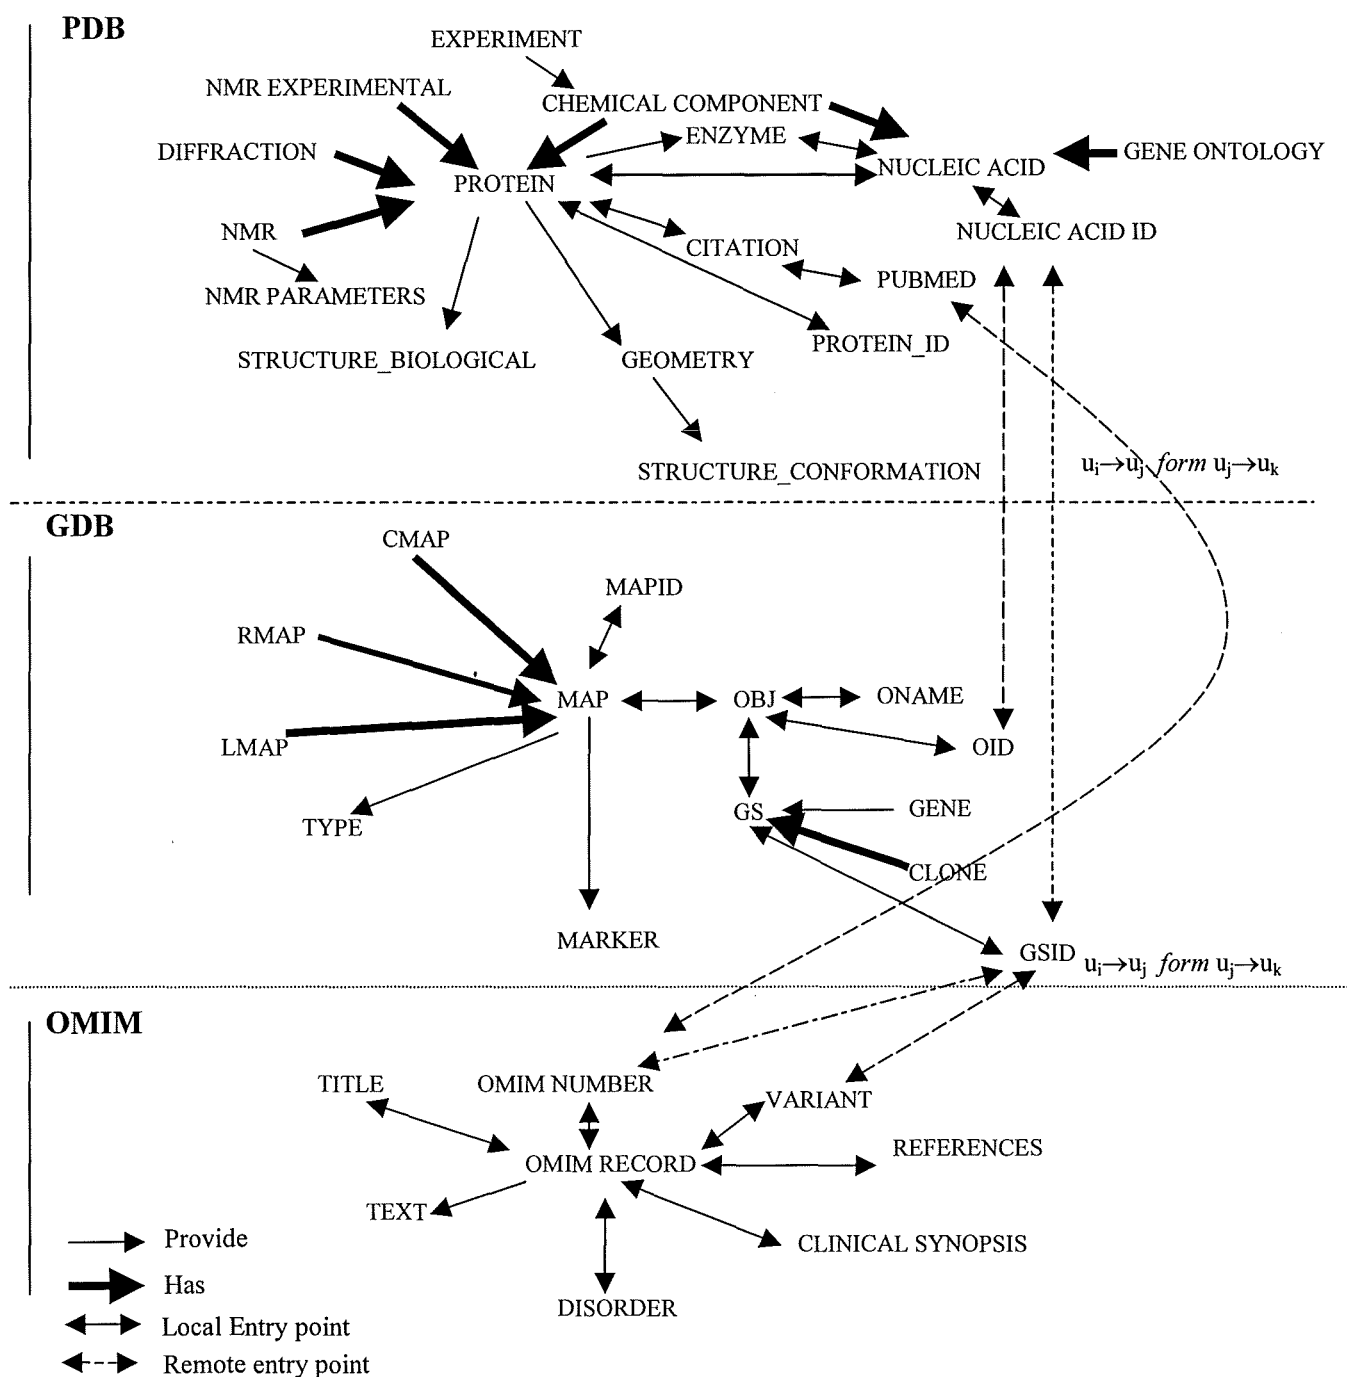 PDB
EXPERIMENT
NMR EXPERIMENTAL
CHEMICAL COMPONENT
ENZYME
DIFFRACTION
GENE ONTOLOGY
NUCLEIC ACID
PROTEIN
NMR
NUCLEIC ACID ID
CITATION
PUBMED
NMR PARAMETERS
PROTEIN_ID
STRUCTURE_BIOLOGICAL
GEOMETRY
STRUCTURE_CONFORMATION
uᵢ→uⱼ form uⱼ→uₖ
GDB
CMAP
MAPID
RMAP
MAP
OBJ
ONAME
LMAP
OID
GS
GENE
TYPE
CLONE
MARKER
GSID
uᵢ→uⱼ form uⱼ→uₖ
OMIM
TITLE
OMIM NUMBER
VARIANT
REFERENCES
OMIM RECORD
TEXT
CLINICAL SYNOPSIS
DISORDER
Provide
Has
Local Entry point
Remote entry point